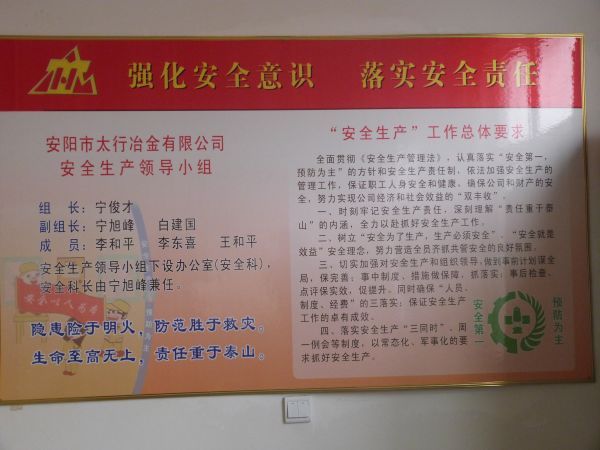 强化安全意识 落实安全责任
安阳市太行冶金有限公司
安全生产领导小组
组 长：宁俊才
副组长：宁旭峰 白建国
成 员：李和平 李东喜 王和平
安全生产领导小组下设办公室(安全科),
安全科长由宁旭峰兼任。
隐患险于明火，防范胜于救灾。
生命至高无上，责任重于泰山。
“安全生产”工作总体要求
全面贯彻《安全生产管理法》，认真落实“安全第一，
预防为主”的方针和安全生产责任制，依法加强安全生产的
管理工作，保证职工人身安全和健康、确保公司和财产的安
全，努力实现公司经济和社会效益的“双丰收”。
一、时刻牢记安全生产责任，深刻理解“责任重于泰
山”的内涵，全力以赴抓好安全生产工作。
二、树立“安全为了生产，生产必须安全”、“安全就是
效益”安全理念，努力营造全员齐抓共管安全的良好氛围。
三、切实加强对安全生产和组织领导,做到事前计划谋全
局，保完善；事中制度，措施做保障，抓落实；事后检查、
点评保实效，促提升。同时确保“人员、
制度、经费”的三落实；保证安全生产
工作的卓有成效。
四、落实安全生产“三同时”、周
一例会等制度，以常态化、军事化的要
求抓好安全生产。
安全第一
预防为主